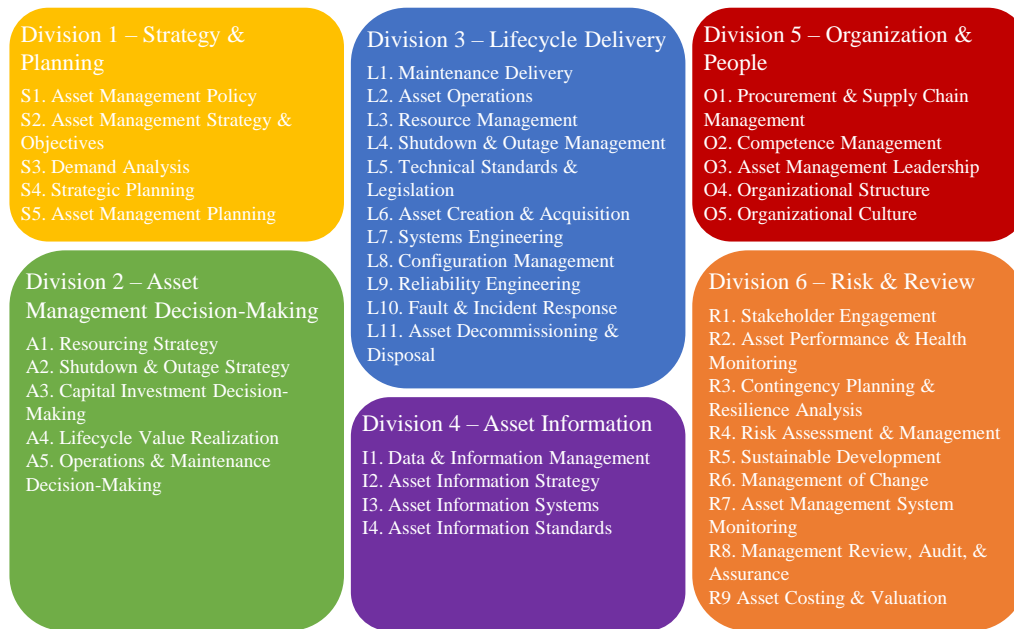 Division 1 – Strategy &
Planning
S1. Asset Management Policy
S2. Asset Management Strategy &
Objectives
S3. Demand Analysis
S4. Strategic Planning
S5. Asset Management Planning
Division 2 – Asset
Management Decision-Making
A1. Resourcing Strategy
A2. Shutdown & Outage Strategy
A3. Capital Investment Decision-
Making
A4. Lifecycle Value Realization
A5. Operations & Maintenance
Decision-Making
Division 3 – Lifecycle Delivery
L1. Maintenance Delivery
L2. Asset Operations
L3. Resource Management
L4. Shutdown & Outage Management
L5. Technical Standards &
Legislation
L6. Asset Creation & Acquisition
L7. Systems Engineering
L8. Configuration Management
L9. Reliability Engineering
L10. Fault & Incident Response
L11. Asset Decommissioning &
Disposal
Division 4 – Asset Information
I1. Data & Information Management
I2. Asset Information Strategy
I3. Asset Information Systems
I4. Asset Information Standards
Division 5 – Organization &
People
O1. Procurement & Supply Chain
Management
O2. Competence Management
O3. Asset Management Leadership
O4. Organizational Structure
O5. Organizational Culture
Division 6 – Risk & Review
R1. Stakeholder Engagement
R2. Asset Performance & Health
Monitoring
R3. Contingency Planning &
Resilience Analysis
R4. Risk Assessment & Management
R5. Sustainable Development
R6. Management of Change
R7. Asset Management System
Monitoring
R8. Management Review, Audit, &
Assurance
R9 Asset Costing & Valuation